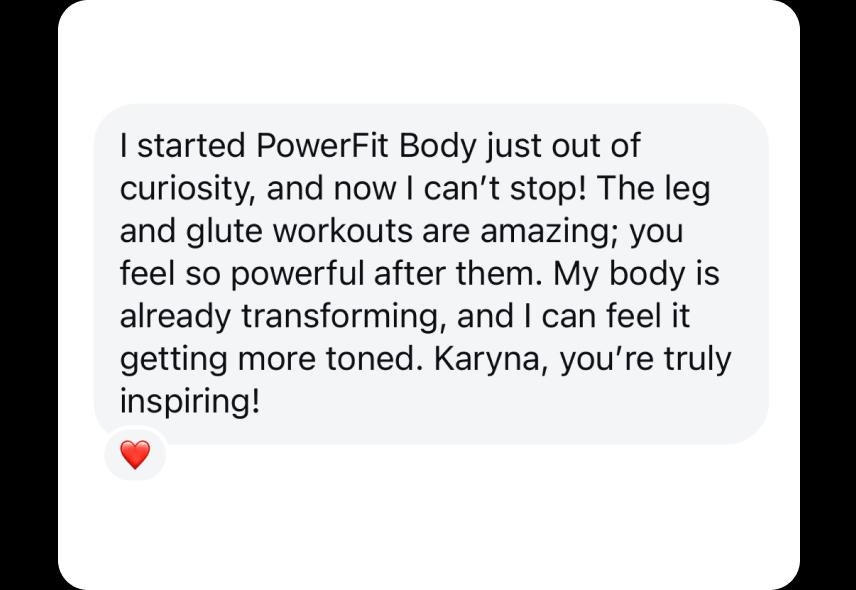 I started PowerFit Body just out of
curiosity, and now I can’t stop! The leg
and glute workouts are amazing; you
feel so powerful after them. My body is
already transforming, and I can feel it
getting more toned. Karyna, you’re truly
inspiring!